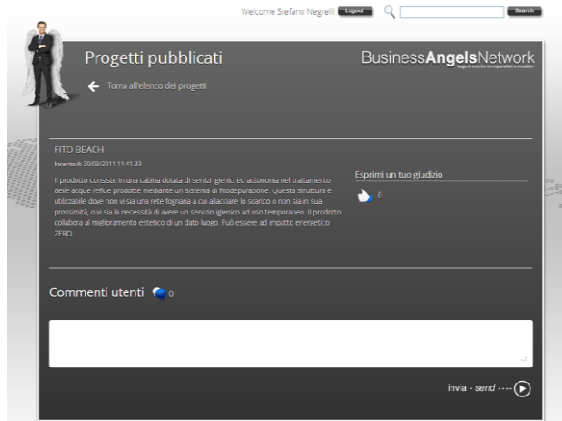 Welcome Stefano Negrelli Logout Search
Progetti pubblicati
BusinessAngelsNetwork
Torna all'elenco dei progetti
FITO BEACH
Inserito il: 20/09/2011 11.41.33
Il prodotto consiste in una cabina dotata di servizi igienici ed autonoma nel trattamento
delle acque reflue prodotte mediante un sistema di fitodepurazione. Questa struttura è
utilizzabile dove non vi sia una rete fognaria a cui allacciare lo scarico o non sia in sua
prossimità, o vi sia la necessità di avere un servizio igienico ad uso temporaneo. Il prodotto
collabora al miglioramento estetico di un dato luogo. Può essere ad impatto energetico
ZERO.
Esprimi un tuo giudizio
0
Commenti utenti 0
invia - send ····